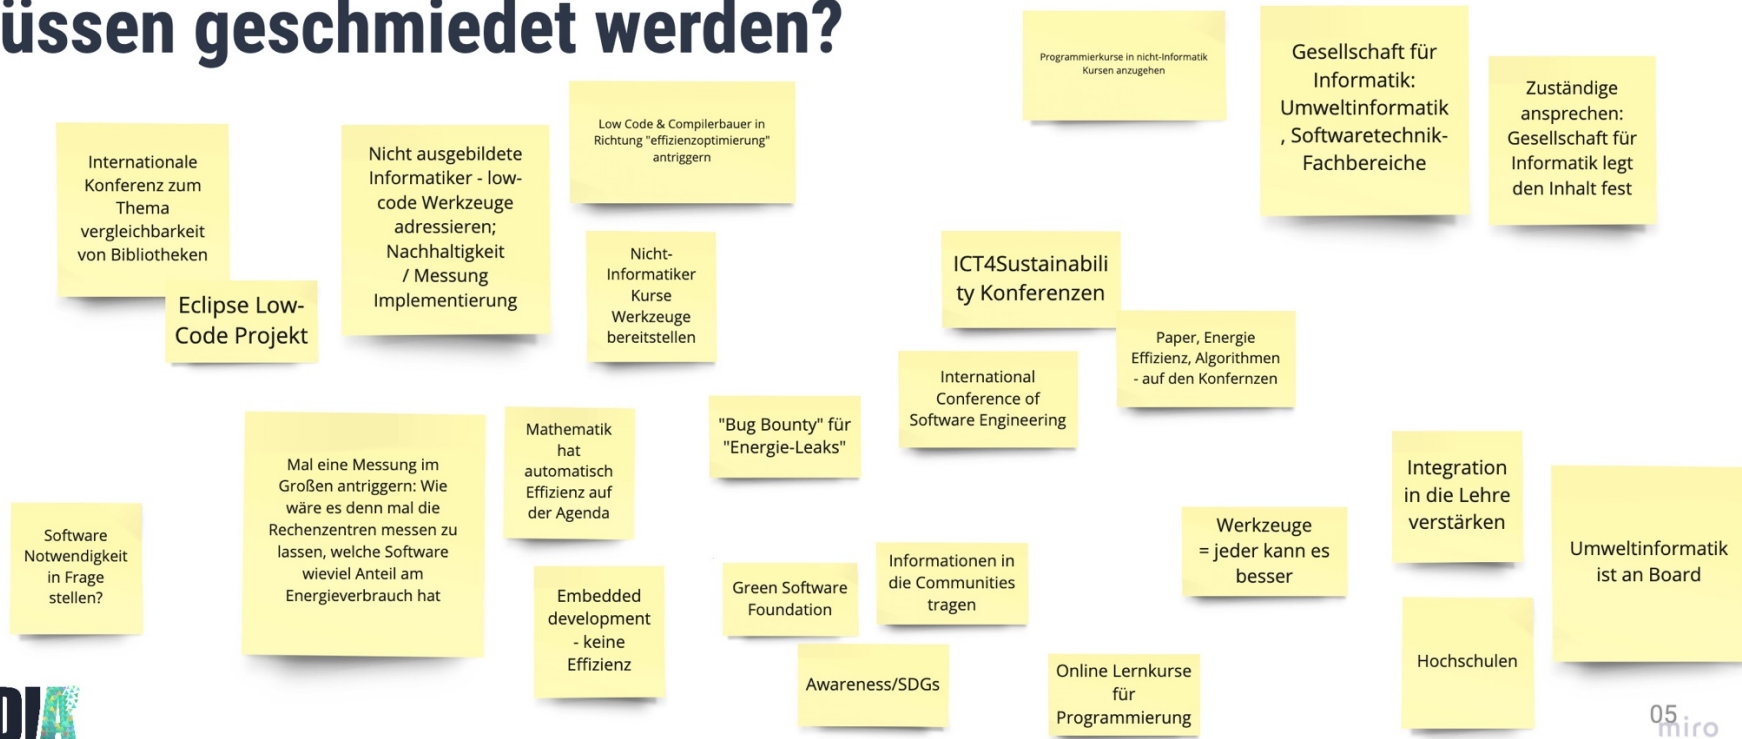 üssen geschmiedet werden?
Internationale
Konferenz zum
Thema
vergleichbarkeit
von Bibliotheken
Eclipse Low-
Code Projekt
Nicht ausgebildete
Informatiker - low-
code Werkzeuge
adressieren;
Nachhaltigkeit
/ Messung
Implementierung
Low Code & Compilerbauer in
Richtung "effizienzoptimierung"
antriggern
Nicht-
Informatiker
Kurse
Werkzeuge
bereitstellen
Programmierkurse in nicht-Informatik
Kursen anzugehen
Gesellschaft für
Informatik:
Umweltinformatik
, Softwaretechnik-
Fachbereiche
Zuständige
ansprechen:
Gesellschaft für
Informatik legt
den Inhalt fest
ICT4Sustainabili
ty Konferenzen
Paper, Energie
Effizienz, Algorithmen
- auf den Konfernzen
International
Conference of
Software Engineering
"Bug Bounty" für
"Energie-Leaks"
Mathematik
hat
automatisch
Effizienz auf
der Agenda
Mal eine Messung im
Großen antriggern: Wie
wäre es denn mal die
Rechenzentren messen zu
lassen, welche Software
wieviel Anteil am
Energieverbrauch hat
Software
Notwendigkeit
in Frage
stellen?
Embedded
development
- keine
Effizienz
Green Software
Foundation
Informationen in
die Communities
tragen
Awareness/SDGs
Online Lernkurse
für
Programmierung
Werkzeuge
= jeder kann es
besser
Integration
in die Lehre
verstärken
Umweltinformatik
ist an Board
Hochschulen
DIA
05
miro